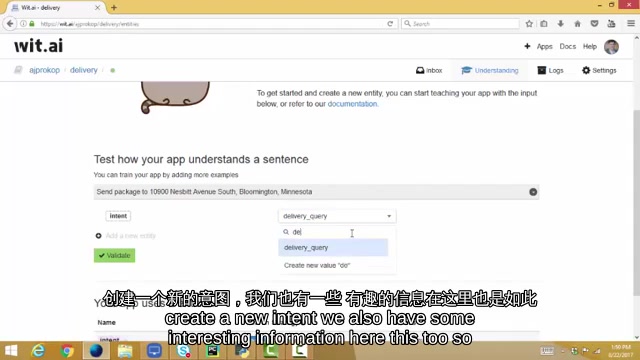 Wit.ai - delivery
https://wit.ai/ajprokop/delivery/entities
Search
wit.ai
Apps Docs Help
ajprokop / delivery
Inbox Understanding Logs Settings
To get started and create a new entity, you can start teaching your app with the input
below, or refer to our documentation.
Test how your app understands a sentence
You can train your app by adding more examples
Send package to 10900 Nesbitt Avenue South, Bloomington, Minnesota
intent delivery_query
Add a new entity de
delivery_query
Validate Create new value "de"
创建一个新的意图，我们也有一些 有趣的信息在这里也是如此
create a new intent we also have some
interesting information here this too so
1:50 PM
8/23/2017